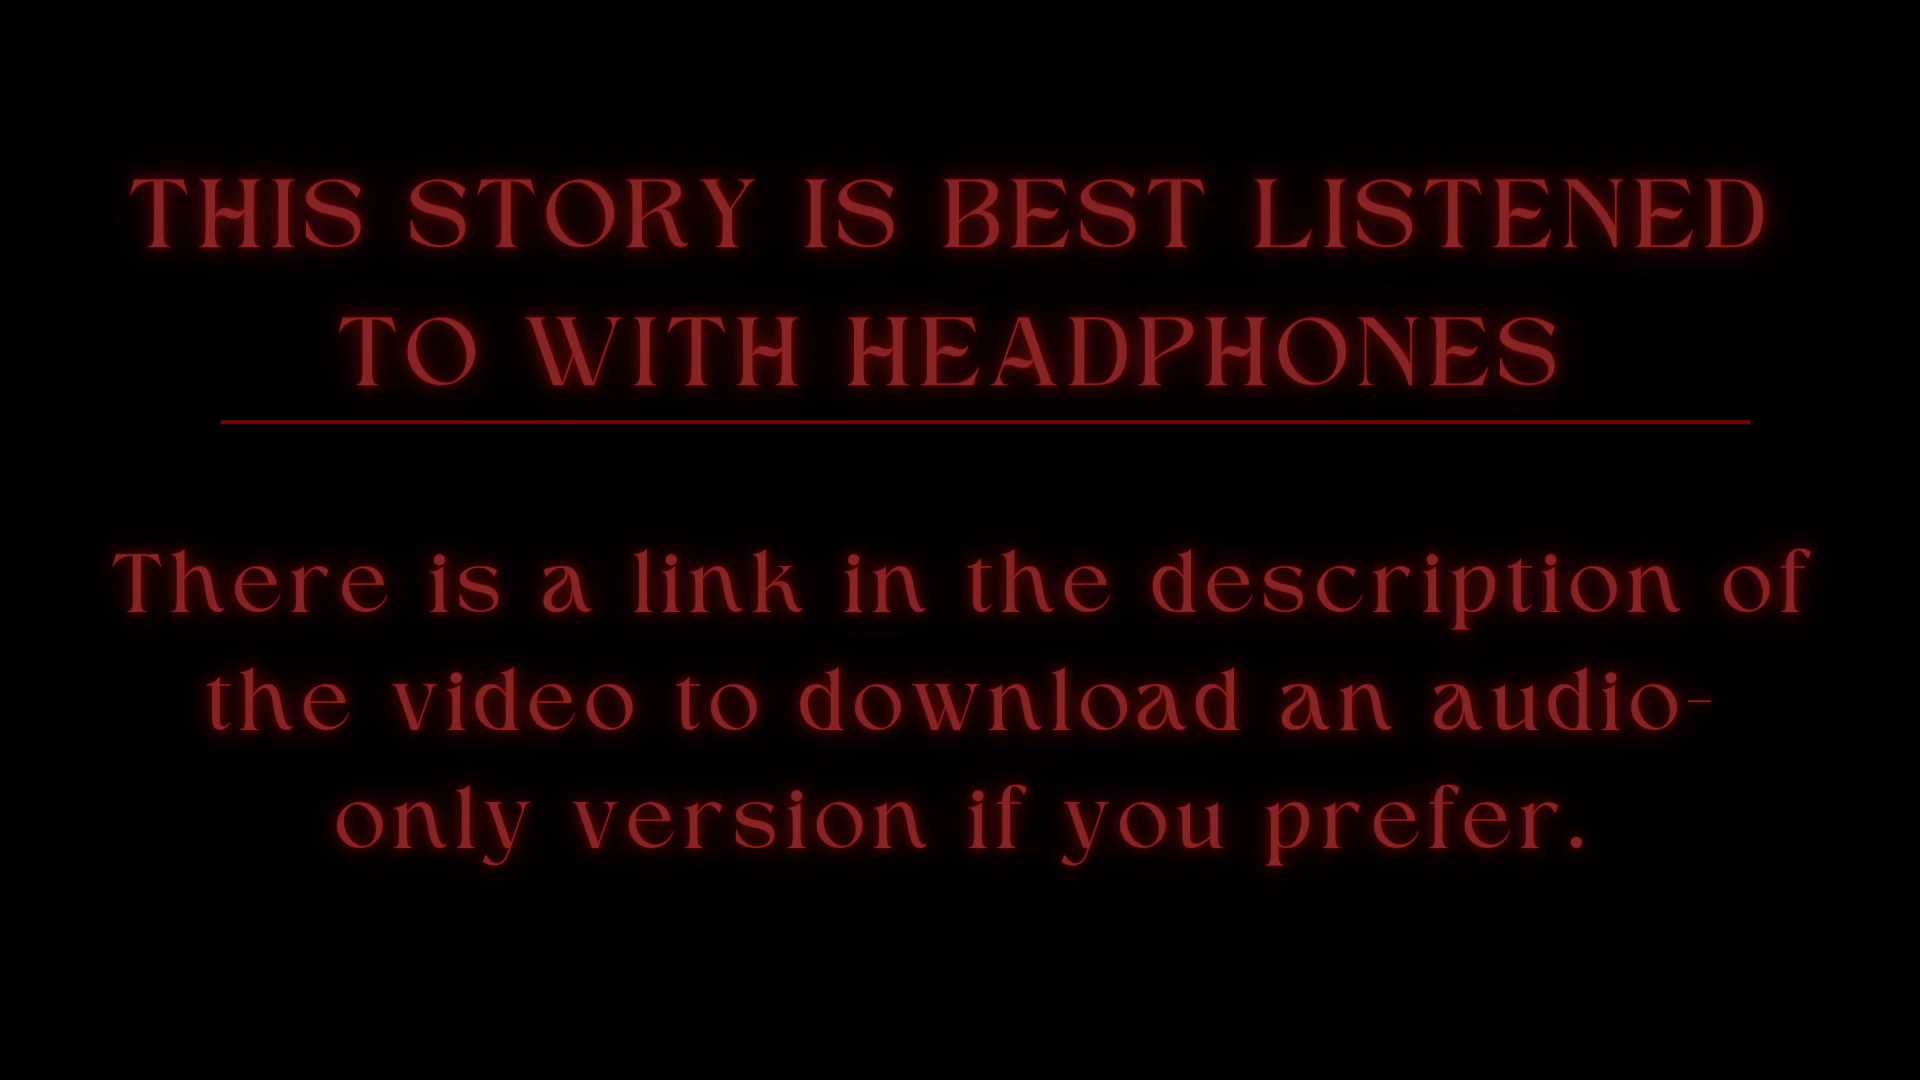 THIS STORY IS BEST LISTENED
TO WITH HEADPHONES
There is a link in the description of
the video to download an audio-
only version if you prefer.